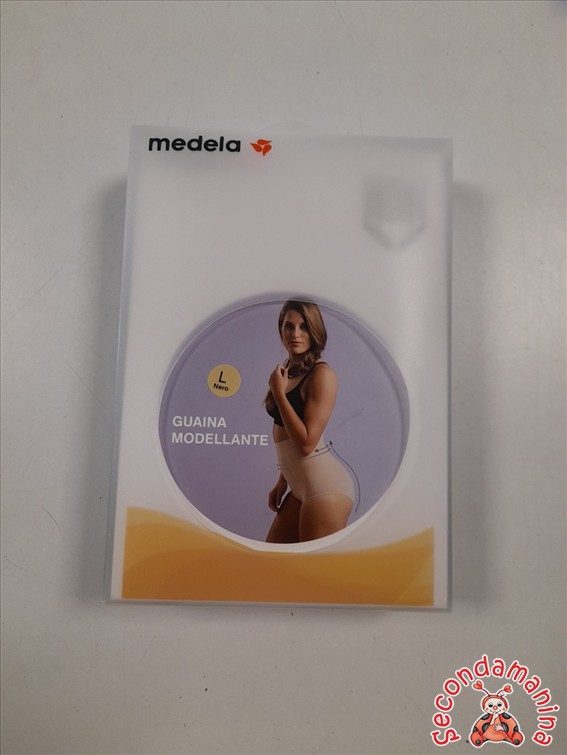 medela
L
Nero
GUAINA
MODELLANTE
Secondamanina